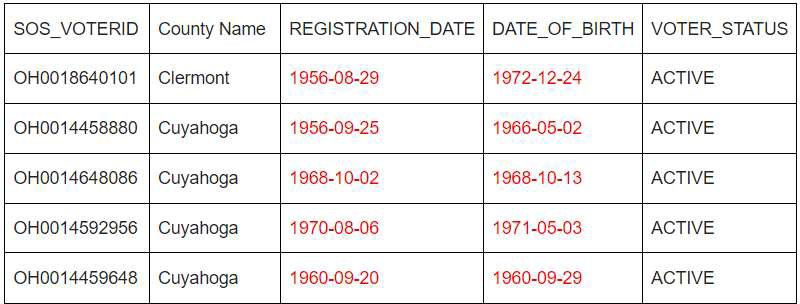 SOS_VOTERID County Name REGISTRATION_DATE DATE_OF_BIRTH VOTER_STATUS
OH0018640101 Clermont 1956-08-29 1972-12-24 ACTIVE
OH0014458880 Cuyahoga 1956-09-25 1966-05-02 ACTIVE
OH0014648086 Cuyahoga 1968-10-02 1968-10-13 ACTIVE
OH0014592956 Cuyahoga 1970-08-06 1971-05-03 ACTIVE
OH0014459648 Cuyahoga 1960-09-20 1960-09-29 ACTIVE